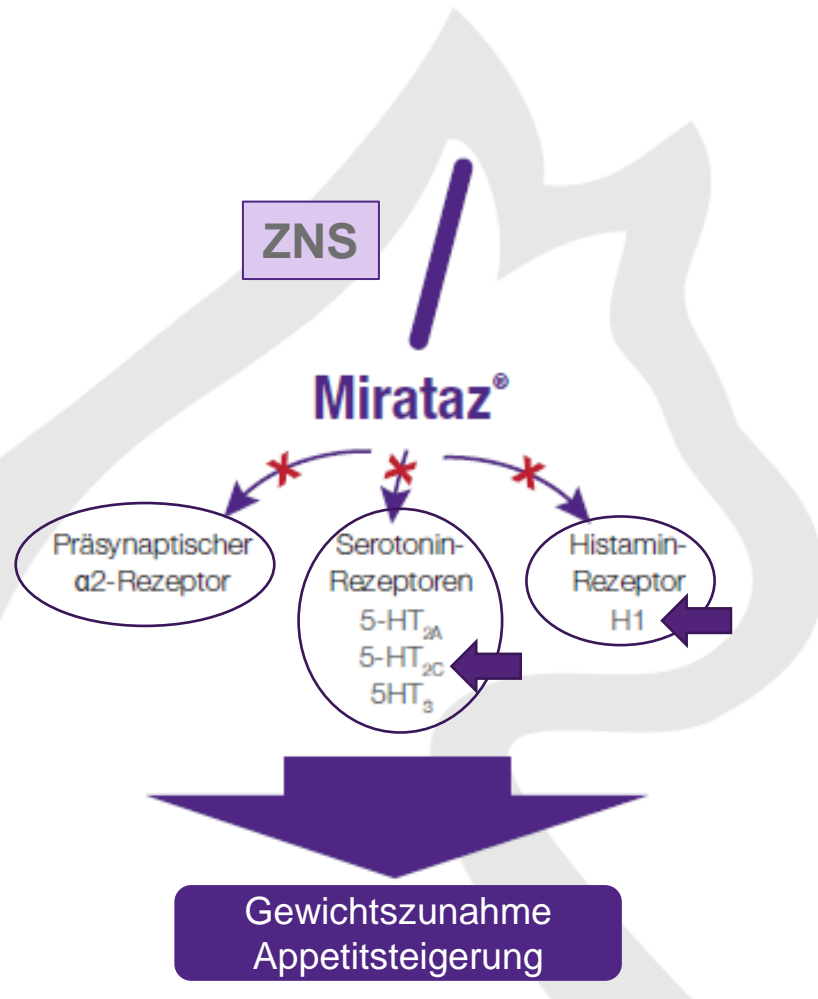 ZNS
Mirataz®
Präsynaptischer
α2-Rezeptor
Serotonin-
Rezeptoren
5-HT₂A
5-HT₂C
5HT₃
Histamin-
Rezeptor
H1
Gewichtszunahme
Appetitsteigerung